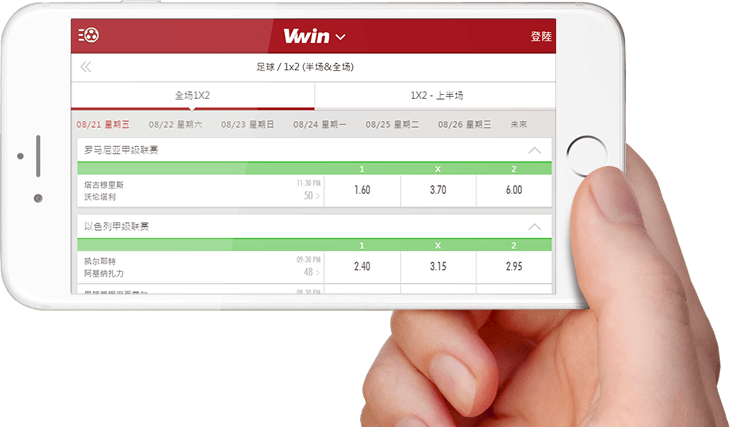 Vwin
登陸
足球 / 1x2 (半场&全场)
全场1X2
1X2 - 上半场
08/21 星期五 08/22 星期六 08/23 星期日 08/24 星期一 08/25 星期二 08/26 星期三 未来
罗马尼亚甲级联赛
1 X 2
塔古穆里斯 11:30 PM
沃伦塔利 50 >
1.60 3.70 6.00
以色列甲级联赛
1 X 2
凯尔耶特 09:30 PM
阿基纳扎力 48 >
2.40 3.15 2.95
09:30 PM